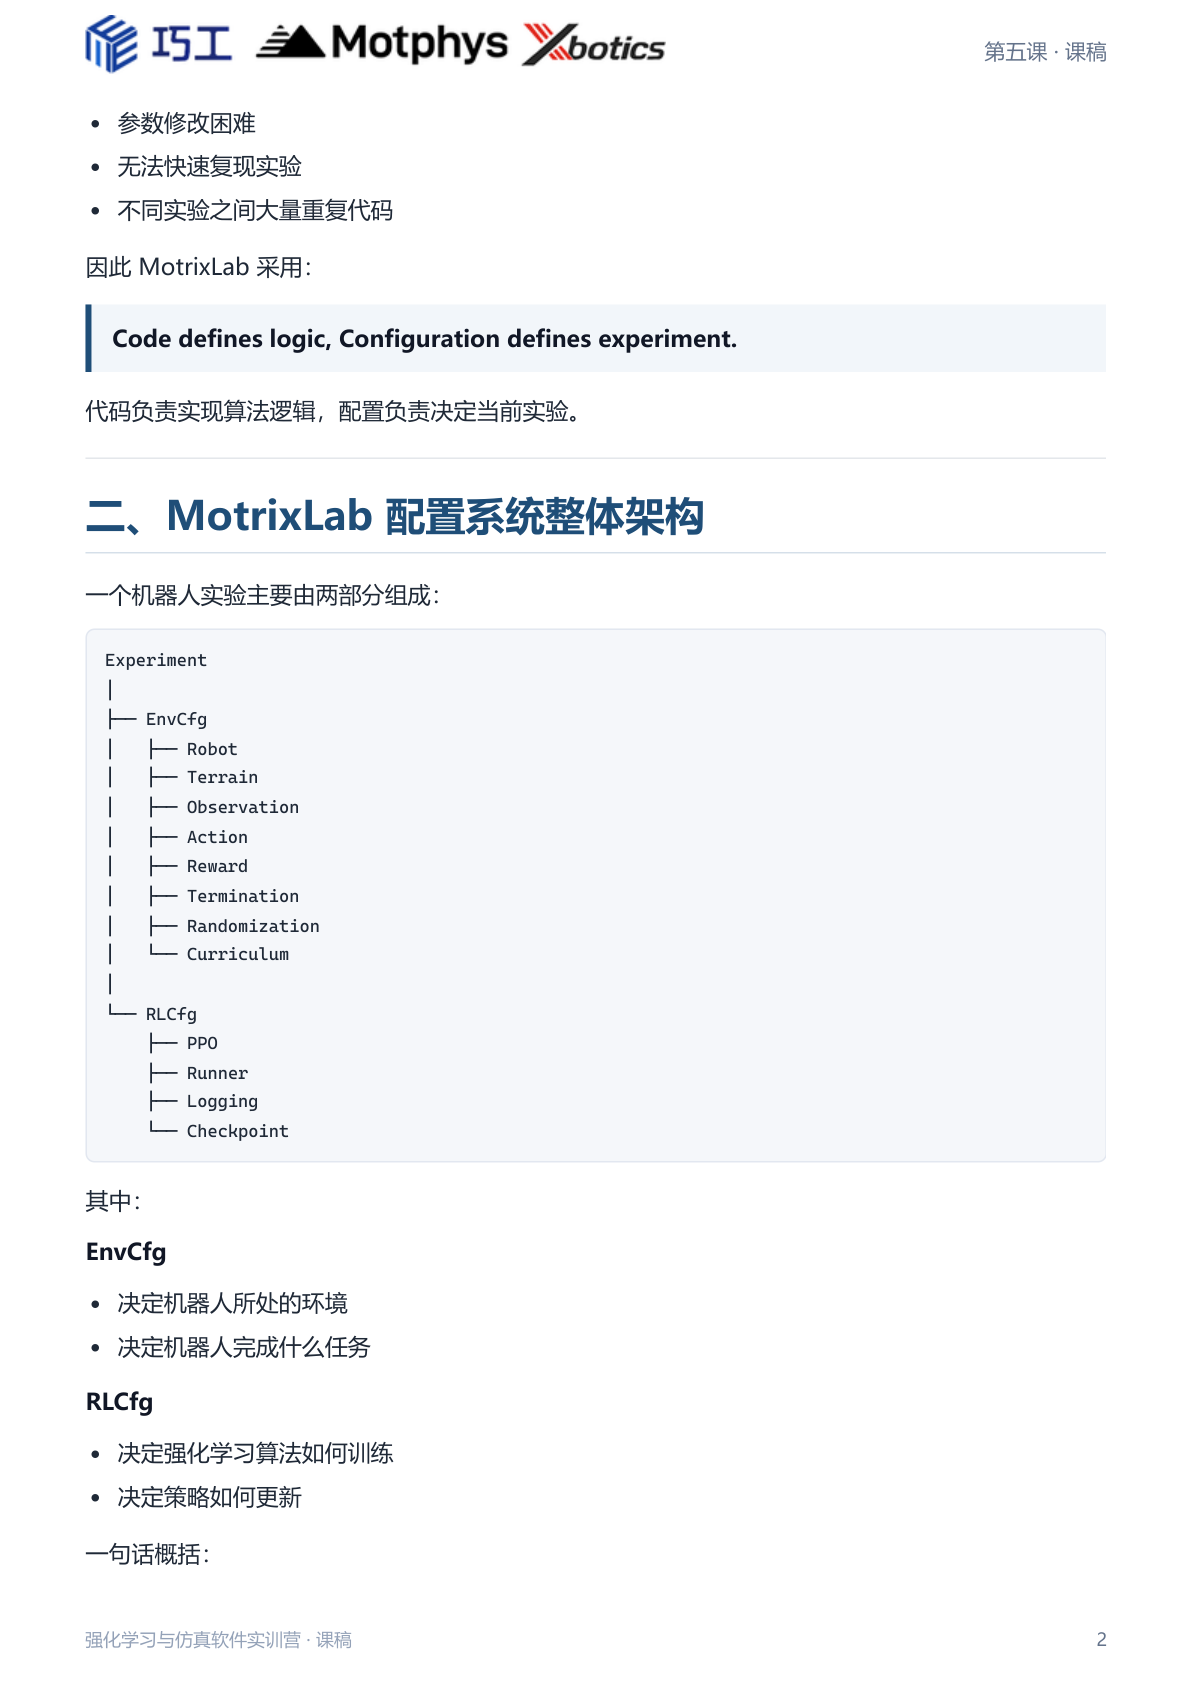 巧工 Motphys Xbotics
第五课 · 课稿
• 参数修改困难
• 无法快速复现实验
• 不同实验之间大量重复代码
因此 MotrixLab 采用：
Code defines logic, Configuration defines experiment.
代码负责实现算法逻辑，配置负责决定当前实验。
二、MotrixLab 配置系统整体架构
一个机器人实验主要由两部分组成：
Experiment
│
├── EnvCfg
│   ├── Robot
│   ├── Terrain
│   ├── Observation
│   ├── Action
│   ├── Reward
│   ├── Termination
│   ├── Randomization
│   └── Curriculum
│
└── RLCfg
    ├── PPO
    ├── Runner
    ├── Logging
    └── Checkpoint
其中：
EnvCfg
• 决定机器人所处的环境
• 决定机器人完成什么任务
RLCfg
• 决定强化学习算法如何训练
• 决定策略如何更新
一句话概括：
强化学习与仿真软件实训营 · 课稿
2